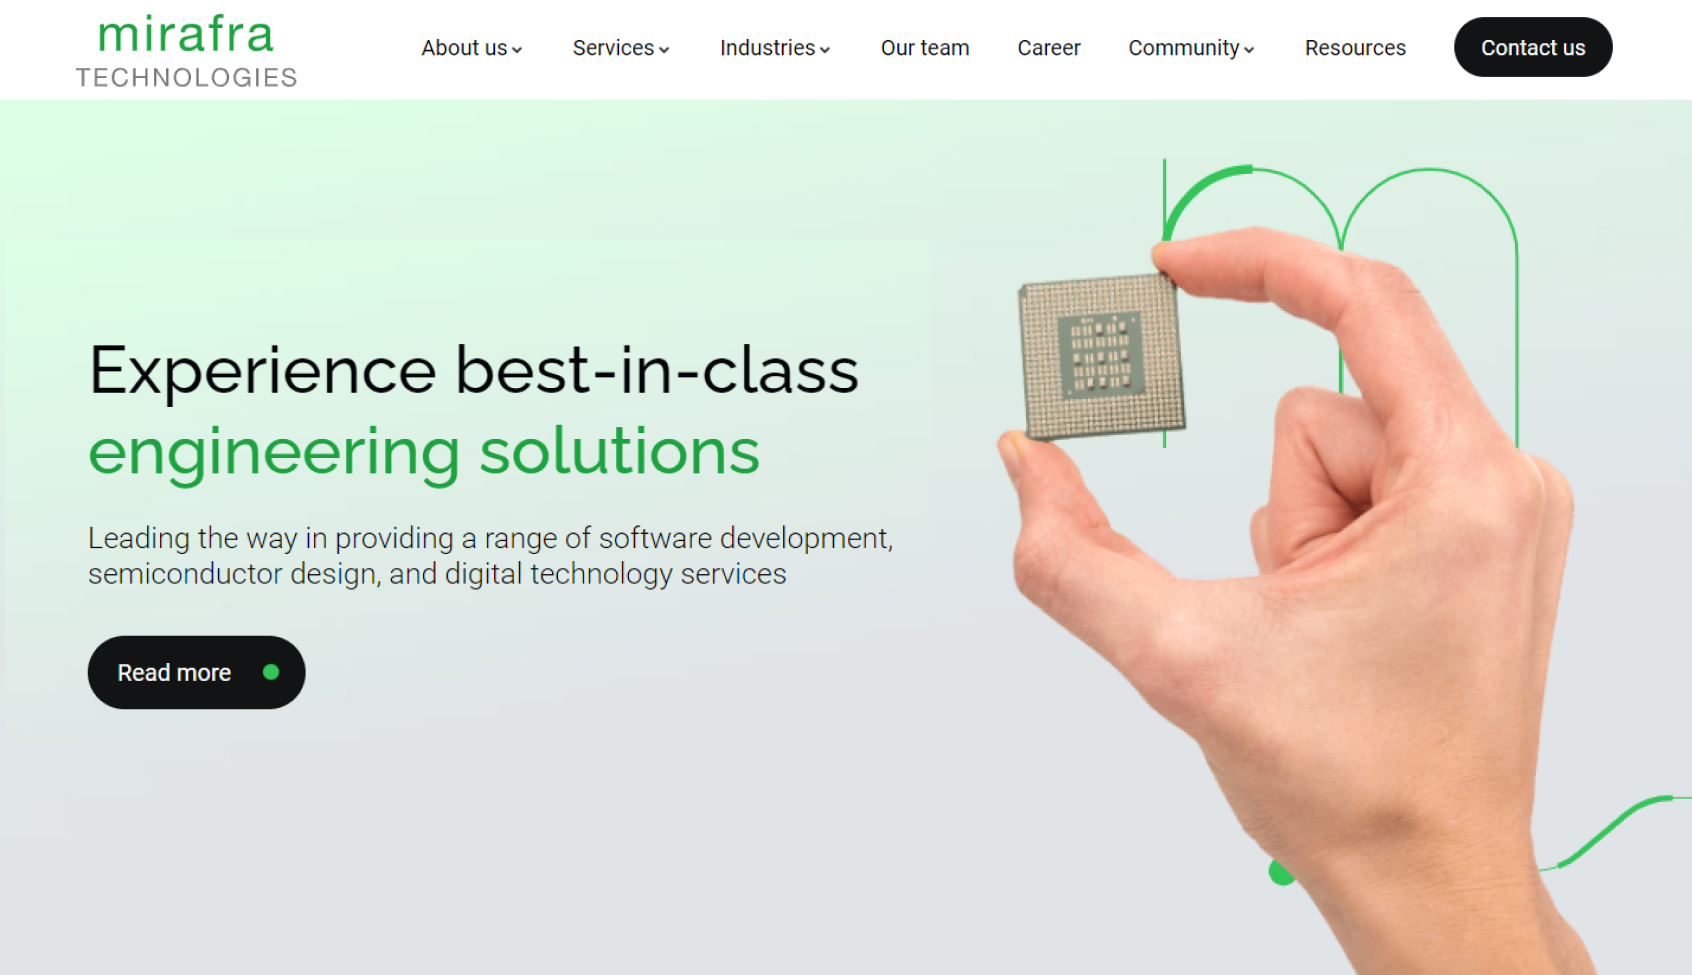 mirafra
TECHNOLOGIES
About us
Services
Industries
Our team
Career
Community
Resources
Contact us
Experience best-in-class
engineering solutions
Leading the way in providing a range of software development,
semiconductor design, and digital technology services
Read more